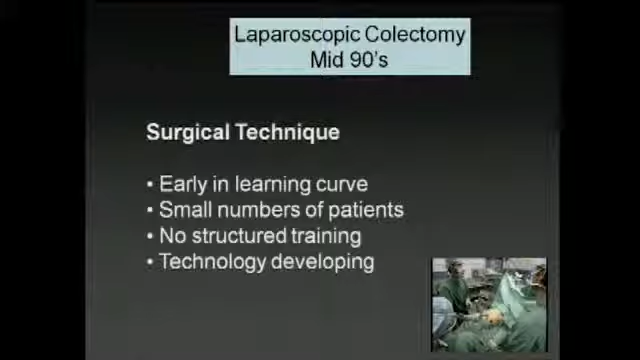 Laparoscopic Colectomy
Mid 90's
Surgical Technique
• Early in learning curve
• Small numbers of patients
• No structured training
• Technology developing